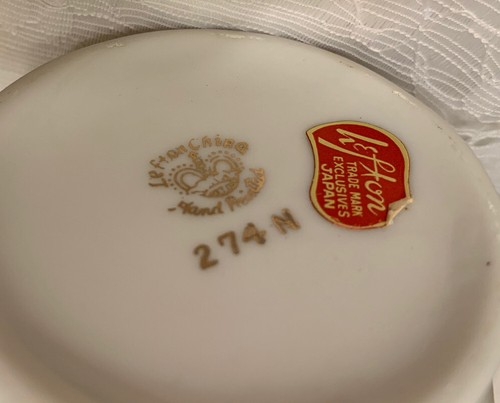 Lefton China
Hand Painted
274 N
Lefton
TRADE MARK
EXCLUSIVES
JAPAN